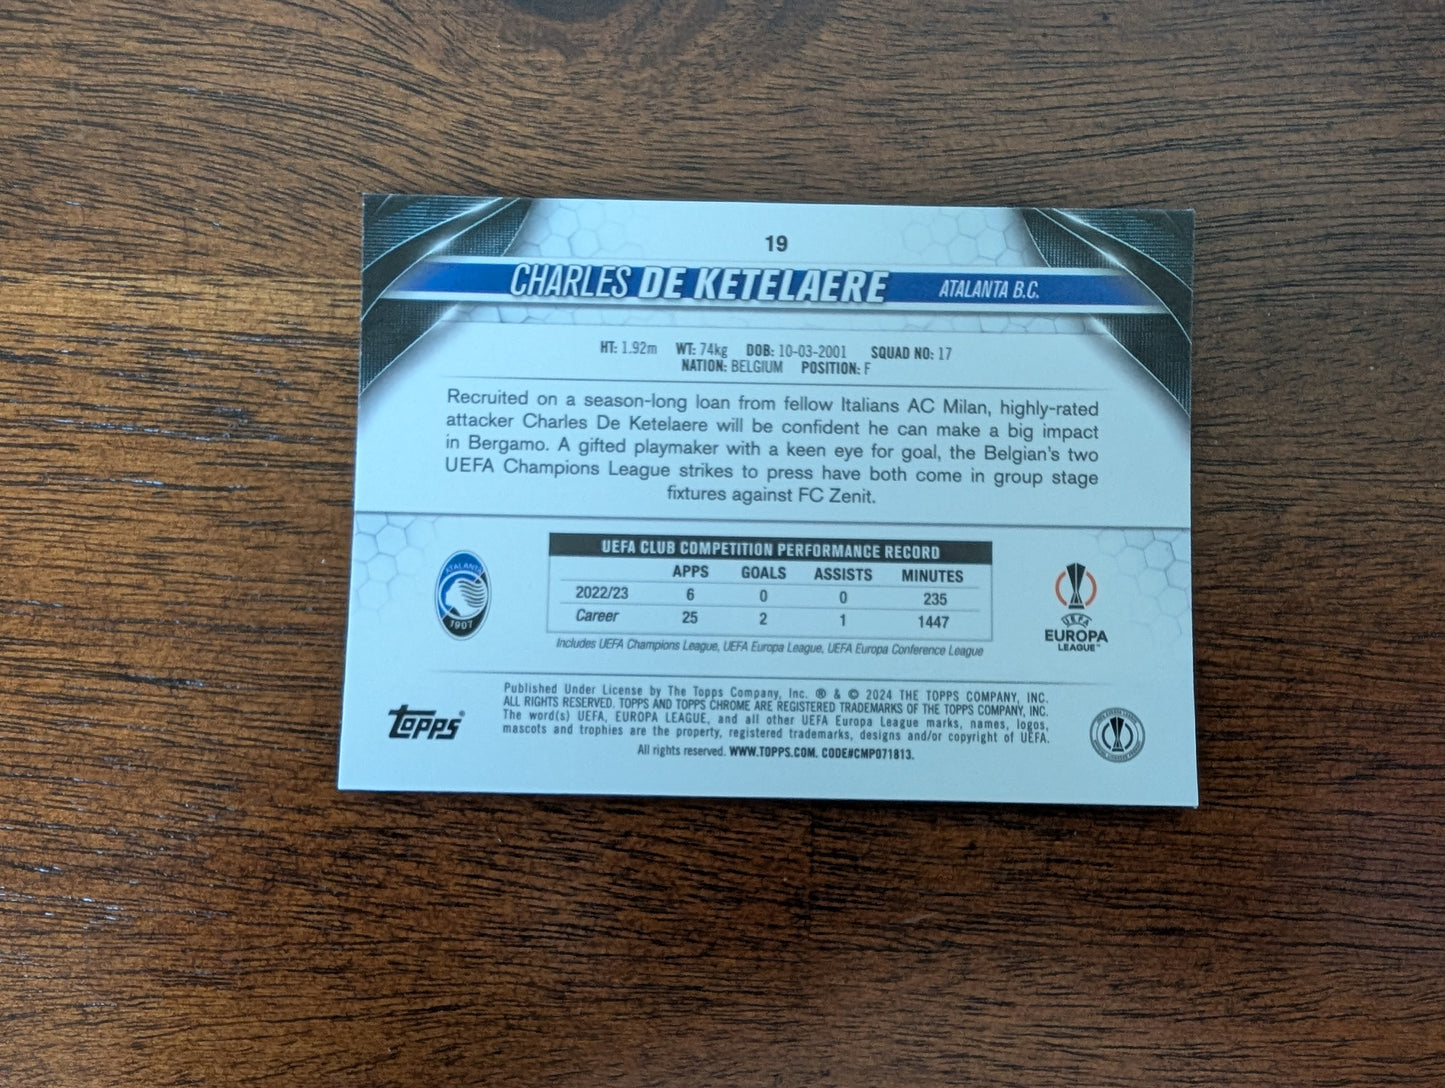 19
CHARLES DE KETELAERE ATALANTA B.C.
HT: 1.92m WT: 74kg DOB: 10-03-2001 SQUAD NO: 17
NATION: BELGIUM POSITION: F
Recruited on a season-long loan from fellow Italians AC Milan, highly-rated
attacker Charles De Ketelaere will be confident he can make a big impact
in Bergamo. A gifted playmaker with a keen eye for goal, the Belgian's two
UEFA Champions League strikes to press have both come in group stage
fixtures against FC Zenit.
UEFA CLUB COMPETITION PERFORMANCE RECORD
APPS GOALS ASSISTS MINUTES
2022/23 6 0 0 235
Career 25 2 1 1447
Includes UEFA Champions League, UEFA Europa League, UEFA Europa Conference League
ATALANTA
1907
UEFA
EUROPA
LEAGUE™
Published Under License by The Topps Company, Inc. ® & © 2024 THE TOPPS COMPANY, INC.
ALL RIGHTS RESERVED. TOPPS AND TOPPS CHROME ARE REGISTERED TRADEMARKS OF THE TOPPS COMPANY, INC.
The word(s) UEFA, EUROPA LEAGUE, and all other UEFA Europa League marks, names, logos,
mascots and trophies are the property, registered trademarks, designs and/or copyright of UEFA.
All rights reserved. WWW.TOPPS.COM. CODE#CMP071813.
topps®